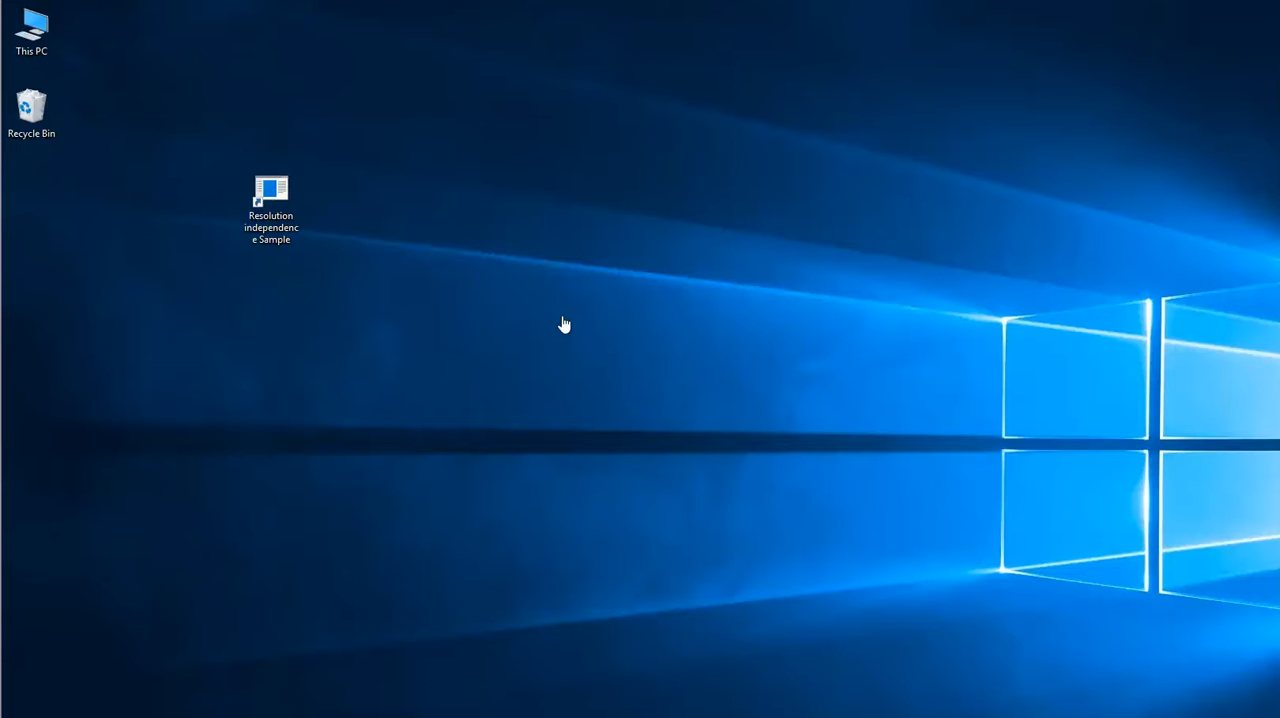 This PC
Recycle Bin
Resolution
independenc
e Sample